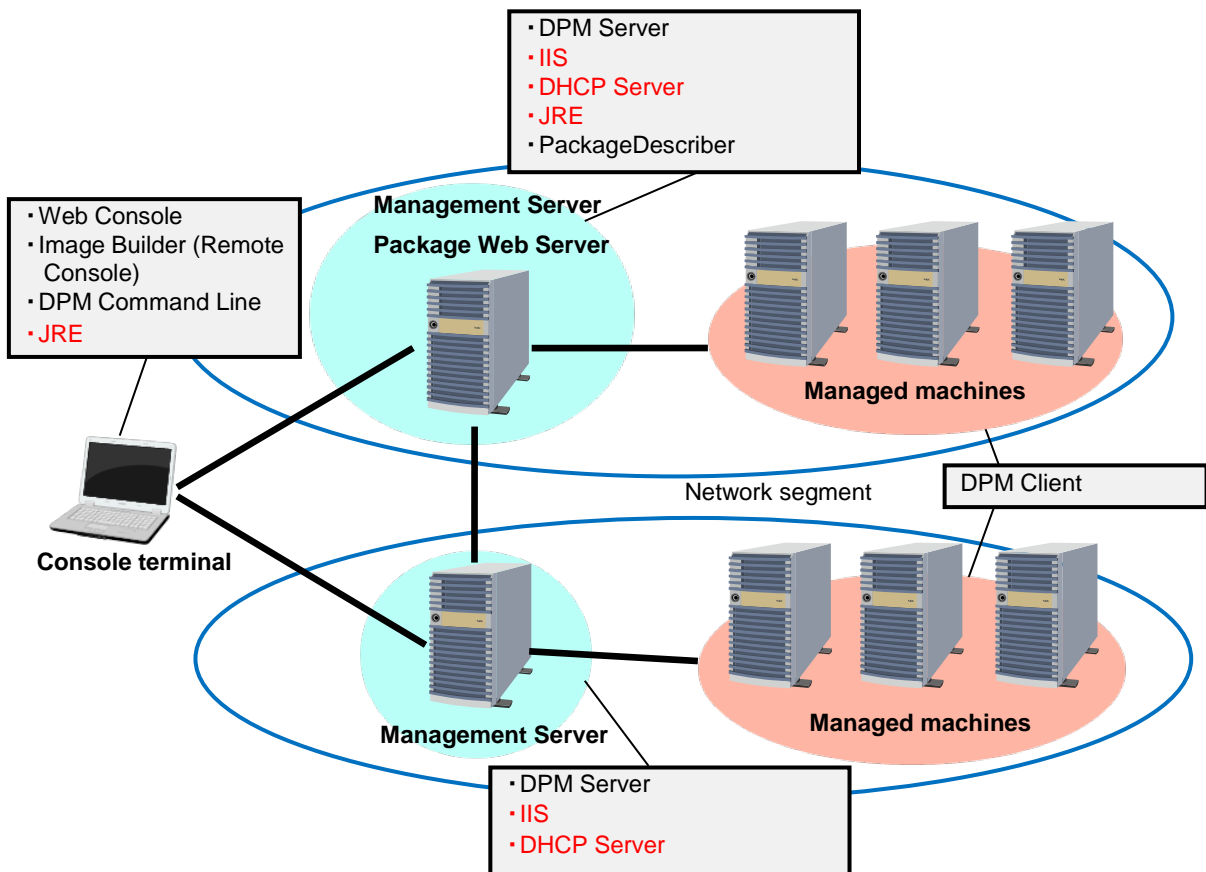 ・DPM Server
・IIS
・DHCP Server
・JRE
・PackageDescriber
・Web Console
・Image Builder (Remote
Console)
・DPM Command Line
・JRE
Management Server
Package Web Server
Managed machines
Network segment
DPM Client
Console terminal
Management Server
Managed machines
・DPM Server
・IIS
・DHCP Server